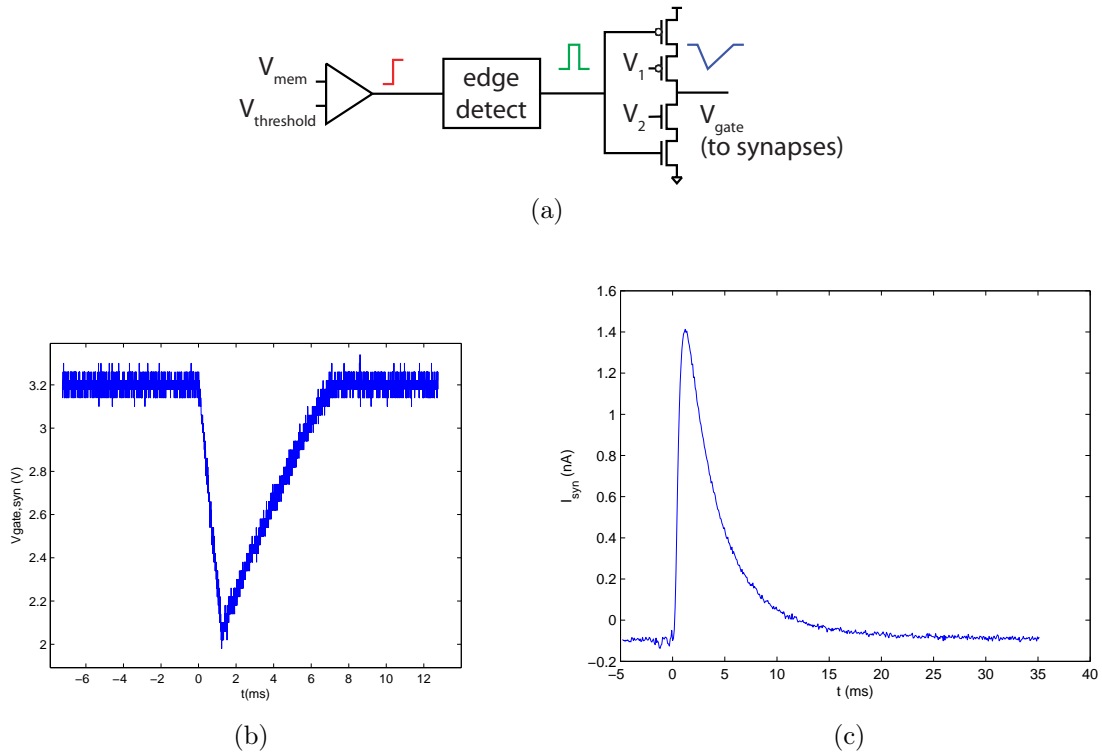 V_mem
V_threshold
edge
detect
V_1
V_2
V_gate
(to synapses)
(a)
3.2
3
2.8
2.6
2.4
2.2
2
Vgate,syn (V)
−6 −4 −2 0 2 4 6 8 10 12
t(ms)
(b)
1.6
1.4
1.2
1
0.8
0.6
0.4
0.2
0
−0.2
I_syn (nA)
−5 0 5 10 15 20 25 30 35 40
t (ms)
(c)